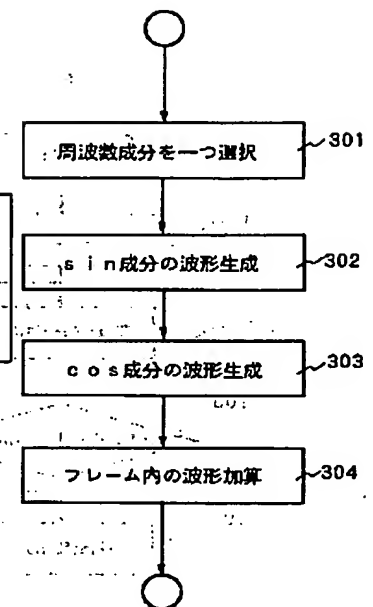 周波数成分を一つ選択
301
sin成分の波形生成
302
cos成分の波形生成
303
フレーム内の波形加算
304